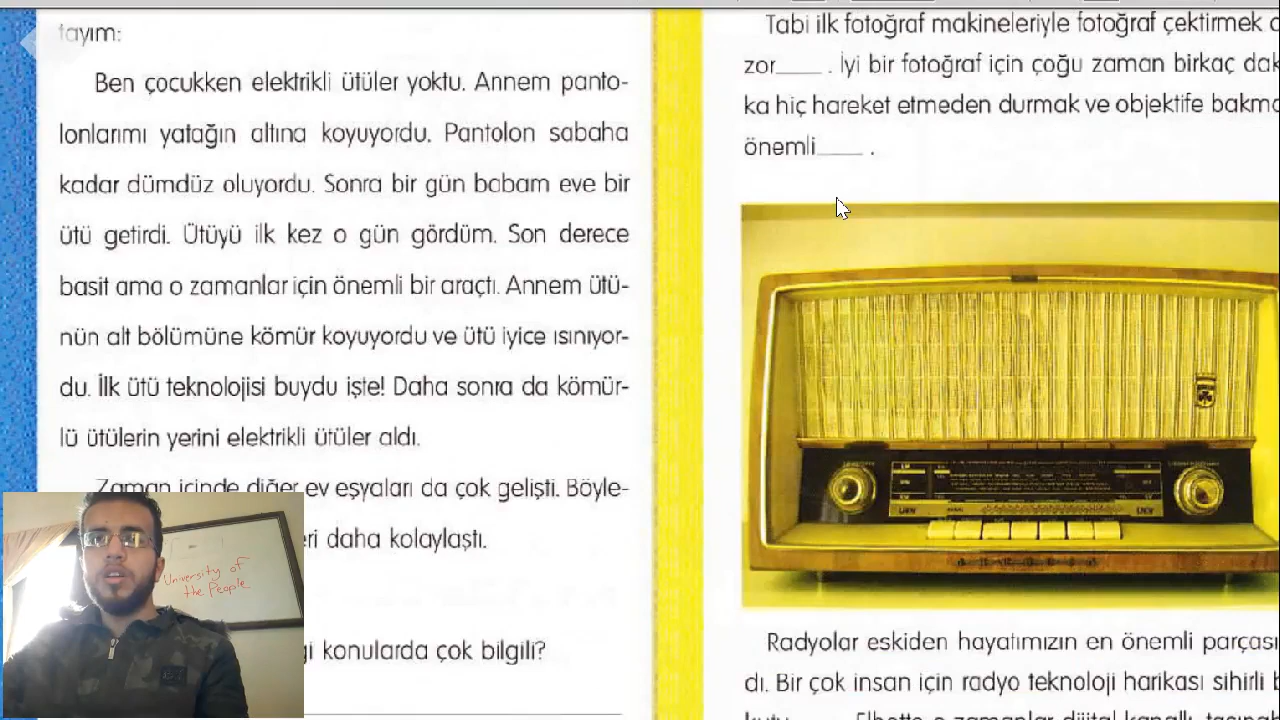 tayım:
Ben çocukken elektrikli ütüler yoktu. Annem panto-
lonlarımı yatağın altına koyuyordu. Pantolon sabaha
kadar dümdüz oluyordu. Sonra bir gün babam eve bir
ütü getirdi. Ütüyü ilk kez o gün gördüm. Son derece
basit ama o zamanlar için önemli bir araçtı. Annem ütü-
nün alt bölümüne kömür koyuyordu ve ütü iyice ısınıyor-
du. İlk ütü teknolojisi buydu işte! Daha sonra da kömür-
lü ütülerin yerini elektrikli ütüler aldı.
Zaman içinde diğer ev eşyaları da çok gelişti. Böyle-
eri daha kolaylaştı.
gi konularda çok bilgili?
University of
the People
Tabi ilk fotoğraf makineleriyle fotoğraf çektirmek
zor____ . İyi bir fotoğraf için çoğu zaman birkaç dak
ka hiç hareket etmeden durmak ve objektife bakma
önemli____ .
Radyolar eskiden hayatımızın en önemli parçası
dı. Bir çok insan için radyo teknoloji harikası sihirli b
kutu____ . Elbette o zamanlar dijital kanallı,